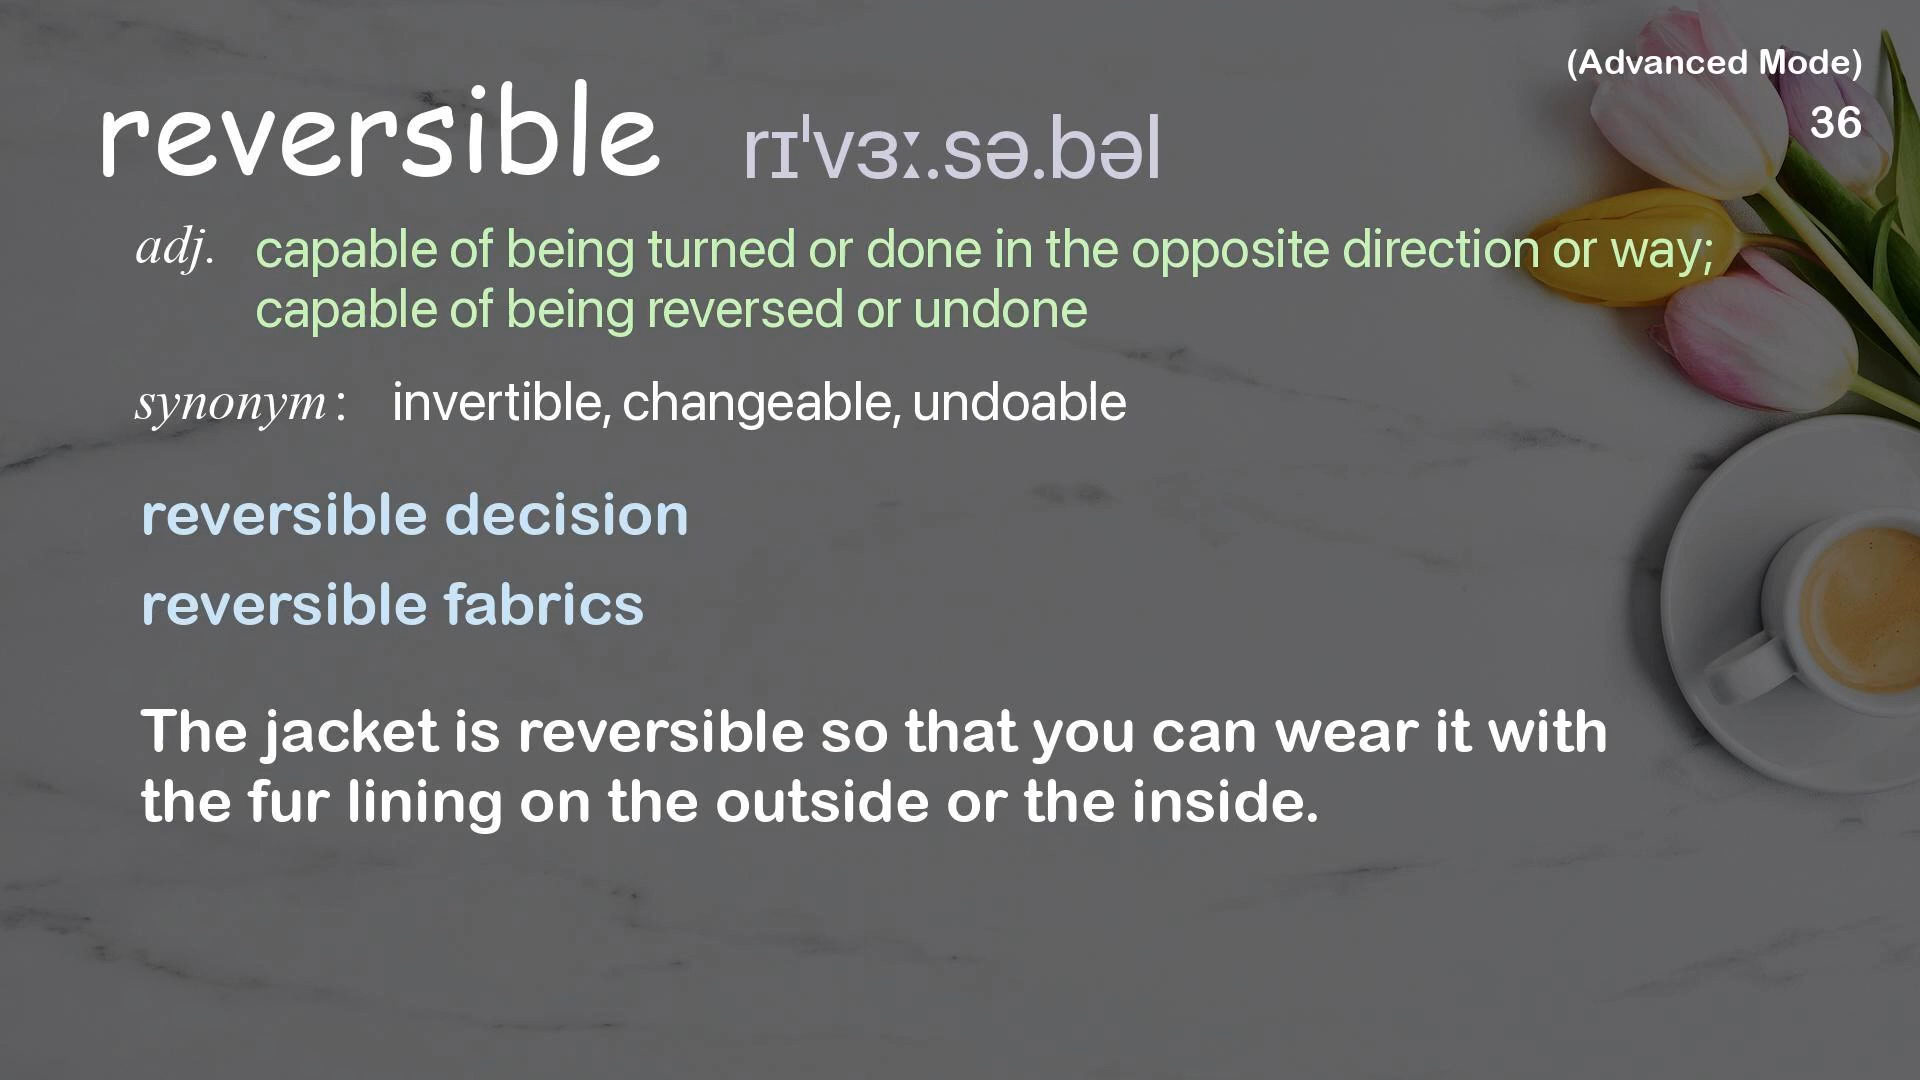 (Advanced Mode)
36
reversible rɪˈvɜː.sə.bəl
adj. capable of being turned or done in the opposite direction or way;
capable of being reversed or undone
synonym : invertible, changeable, undoable
reversible decision
reversible fabrics
The jacket is reversible so that you can wear it with
the fur lining on the outside or the inside.